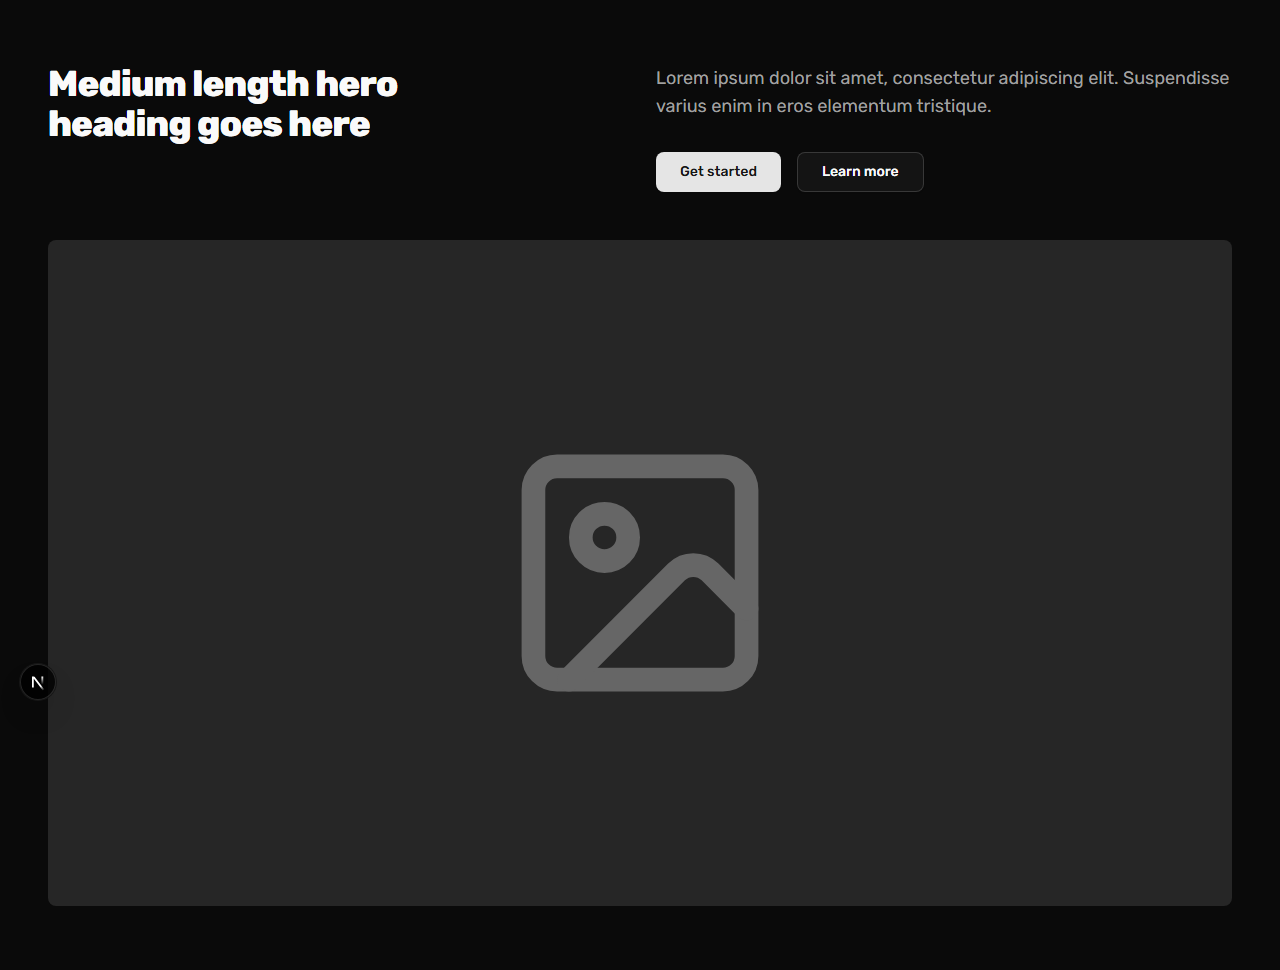 Medium length hero
heading goes here
Lorem ipsum dolor sit amet, consectetur adipiscing elit. Suspendisse
varius enim in eros elementum tristique.
Get started
Learn more
N